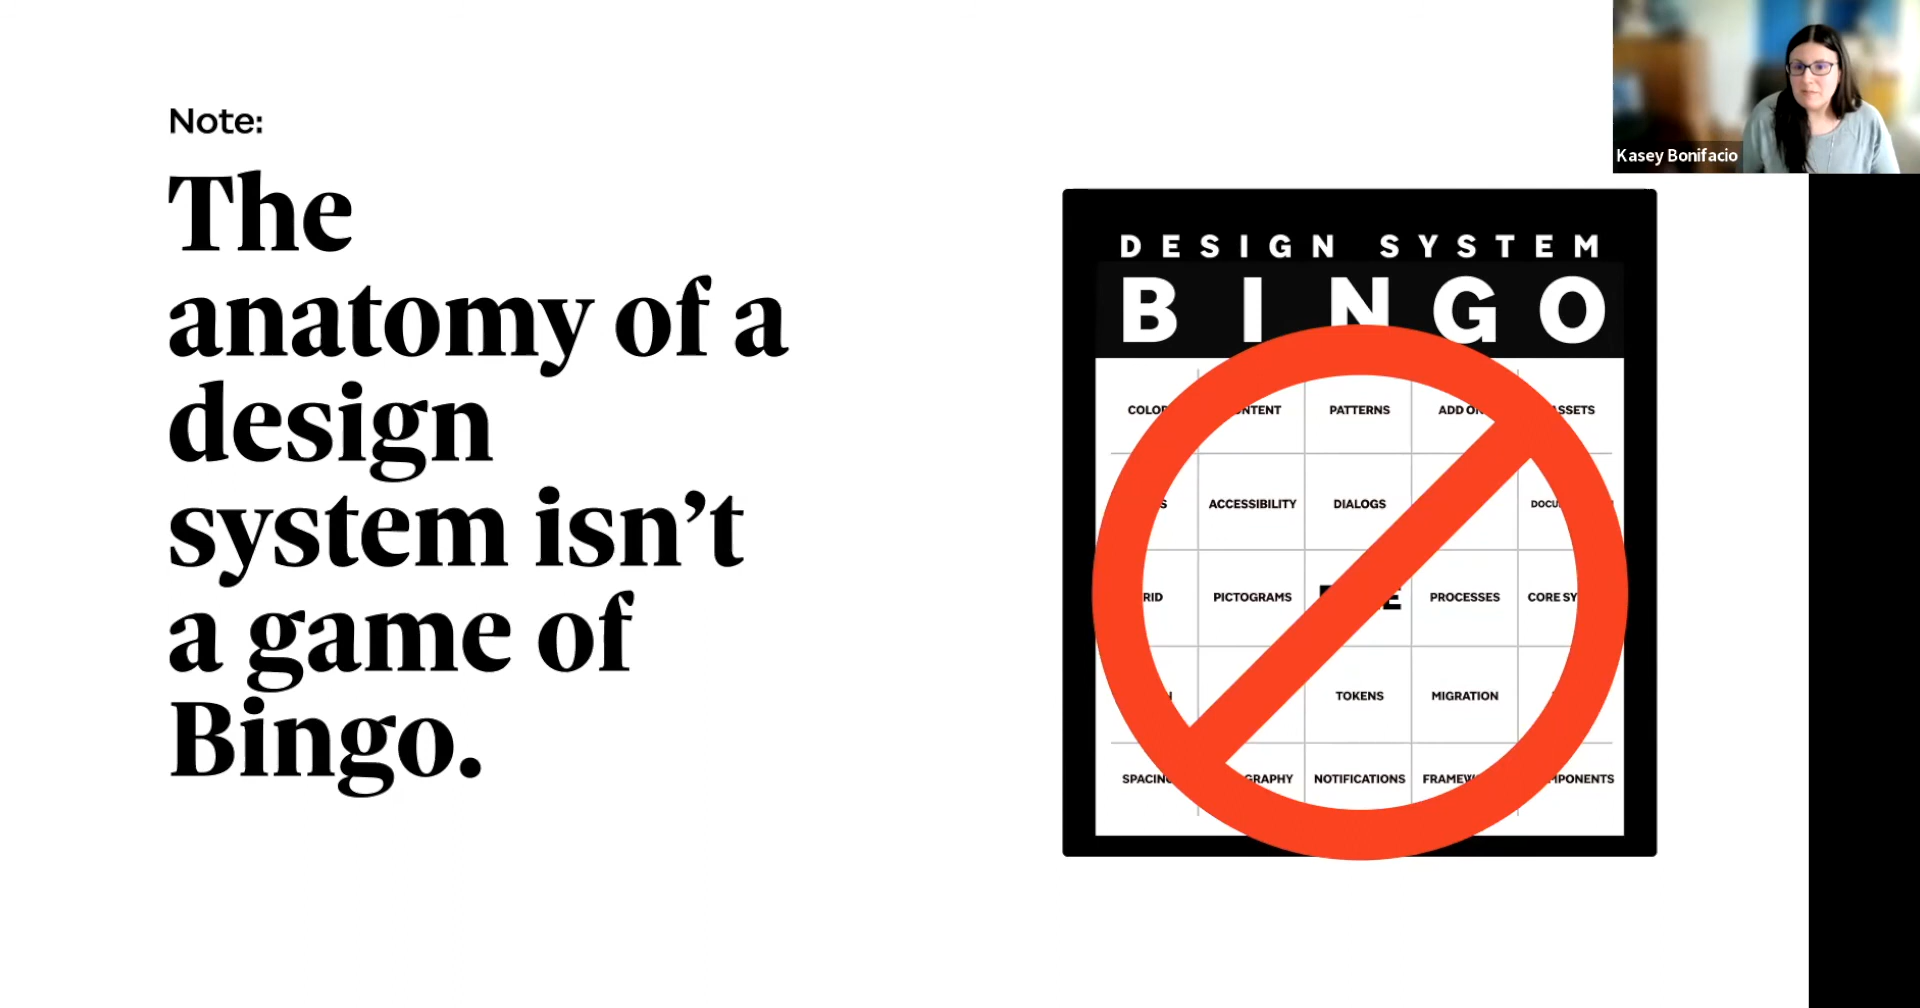 Note:
The
anatomy of a
design
system isn’t
a game of
Bingo.
Kasey Bonifacio
DESIGN SYSTEM
BINGO
PATTERNS
ACCESSIBILITY DIALOGS
PICTOGRAMS PROCESSES
TOKENS MIGRATION
NOTIFICATIONS